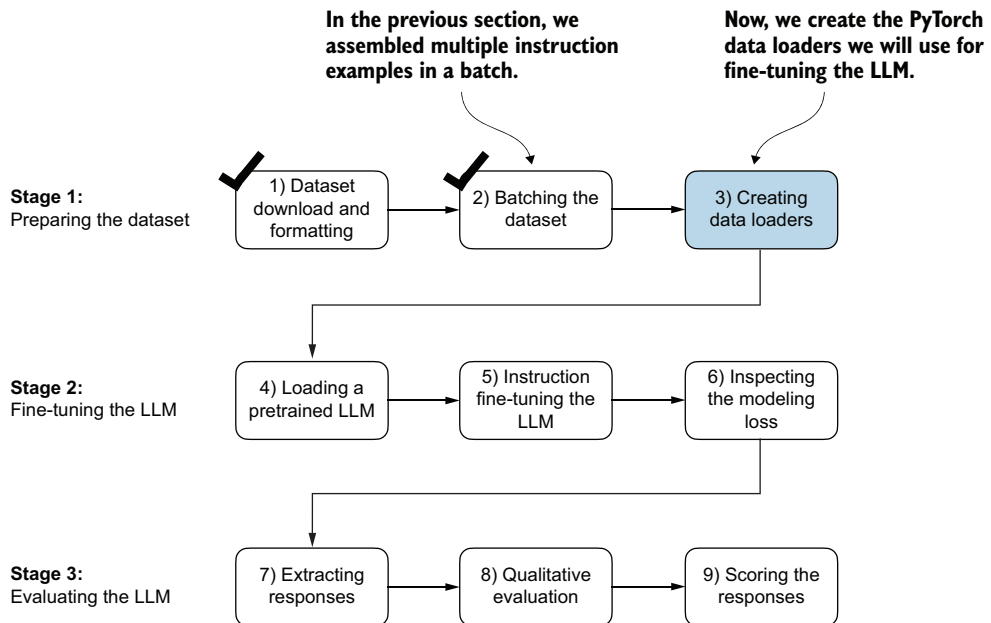 In the previous section, we
assembled multiple instruction
examples in a batch.
Now, we create the PyTorch
data loaders we will use for
fine-tuning the LLM.
Stage 1:
Preparing the dataset
1) Dataset
download and
formatting
2) Batching the
dataset
3) Creating
data loaders
Stage 2:
Fine-tuning the LLM
4) Loading a
pretrained LLM
5) Instruction
fine-tuning the
LLM
6) Inspecting
the modeling
loss
Stage 3:
Evaluating the LLM
7) Extracting
responses
8) Qualitative
evaluation
9) Scoring the
responses